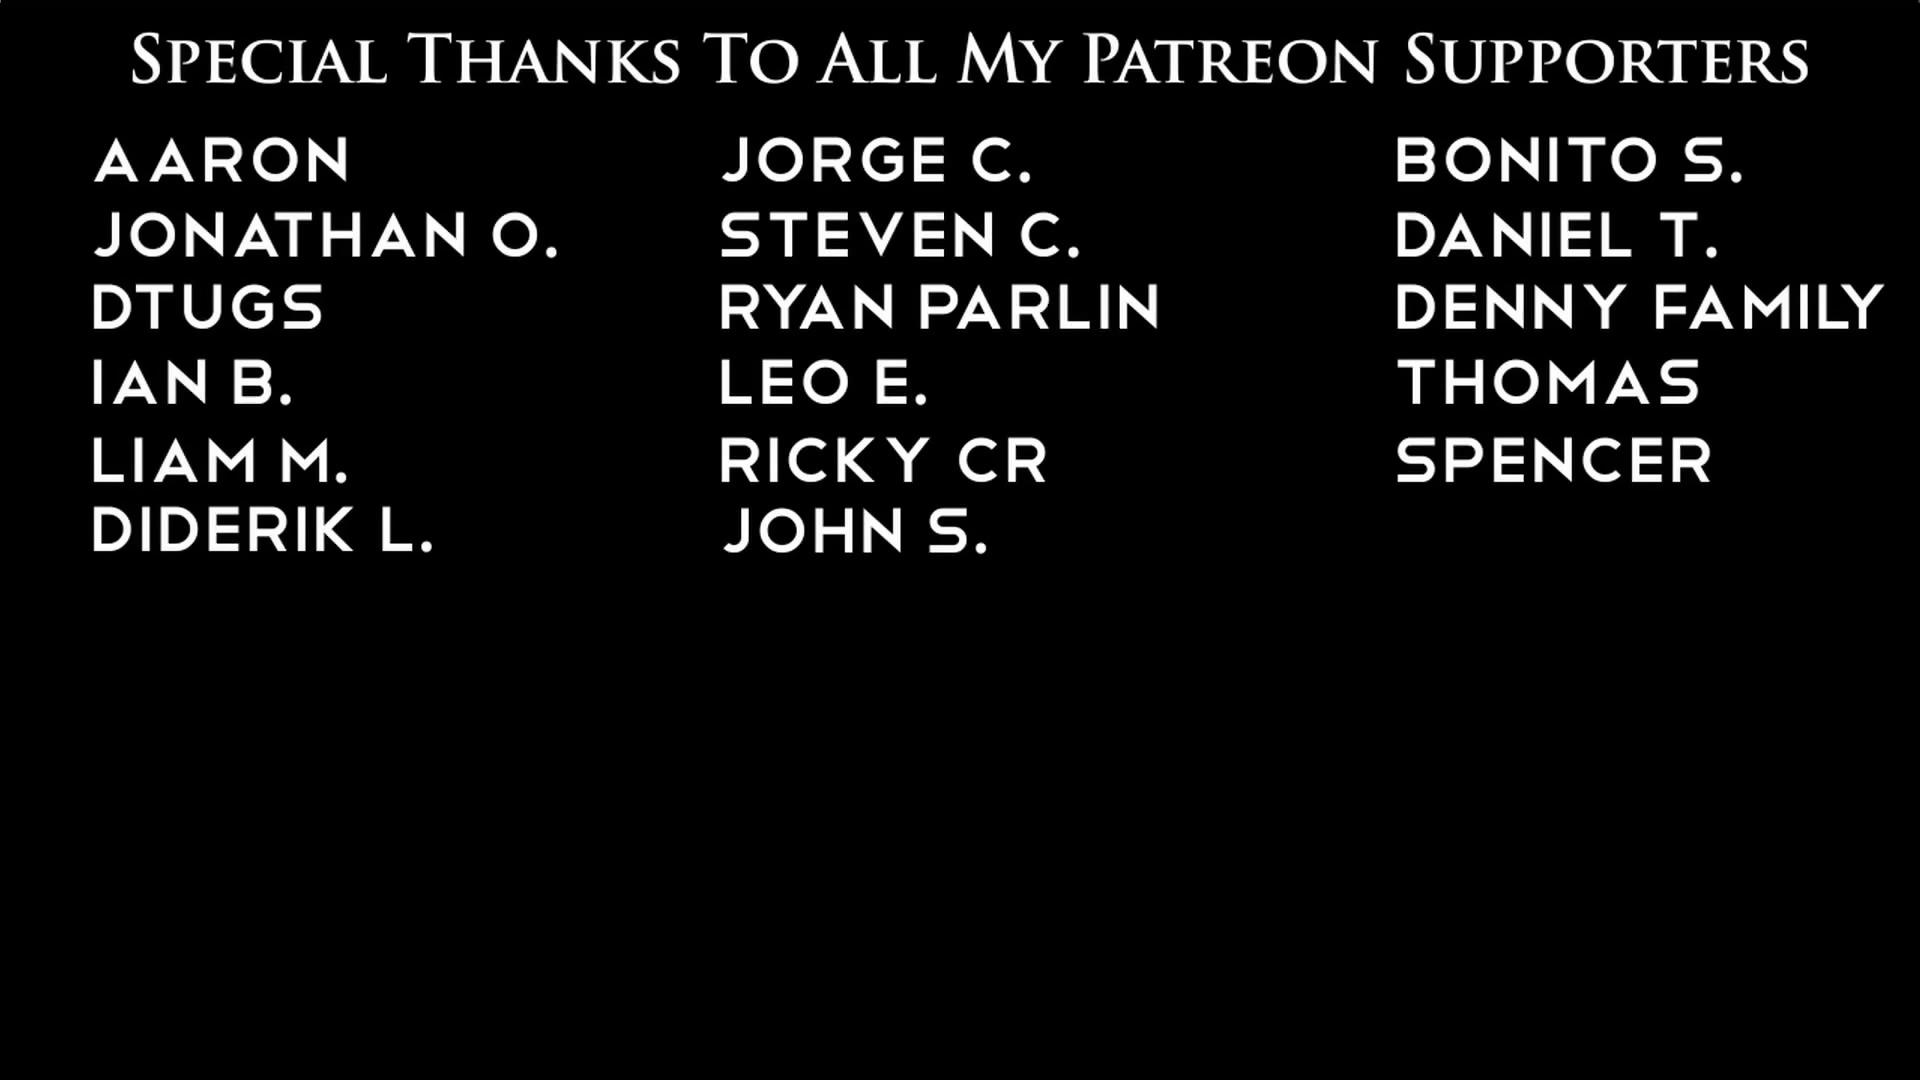 Special Thanks To All My Patreon Supporters
AARON
JONATHAN O.
DTUGS
IAN B.
LIAM M.
DIDERIK L.
JORGE C.
STEVEN C.
RYAN PARLIN
LEO E.
RICKY CR
JOHN S.
BONITO S.
DANIEL T.
DENNY FAMILY
THOMAS
SPENCER